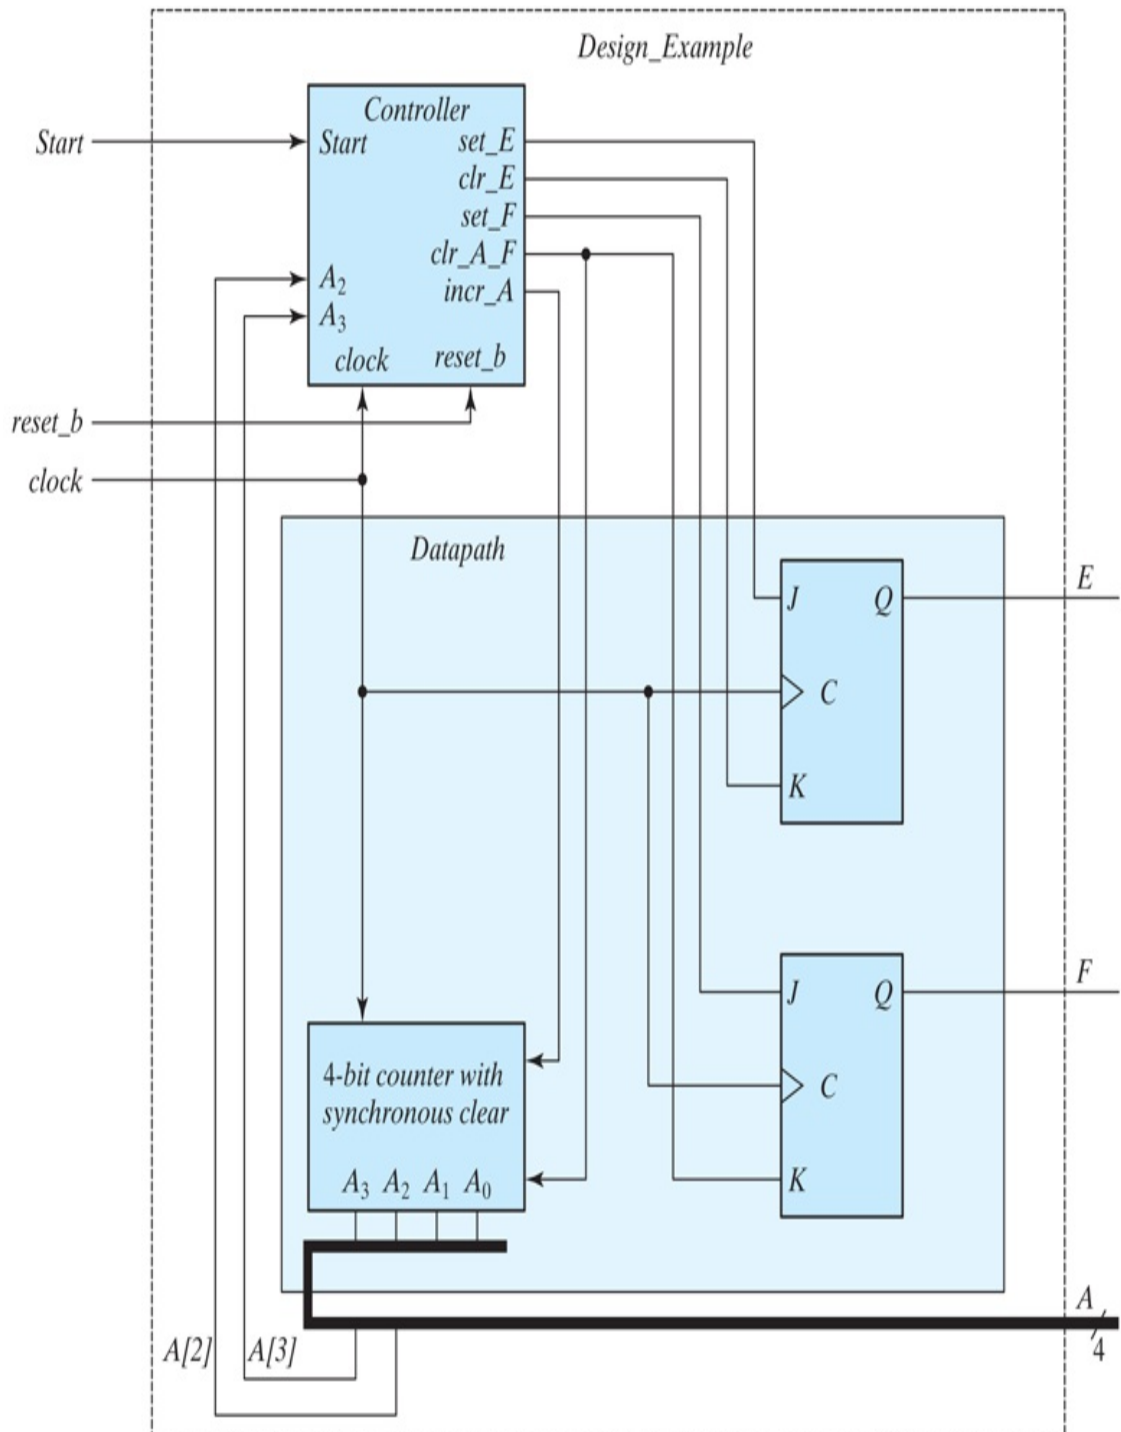 Design_Example
Controller
Start
Start
set_E
clr_E
set_F
clr_A_F
incr_A
A₂
A₃
clock
reset_b
reset_b
clock
Datapath
E
J
Q
C
K
F
J
Q
C
K
4-bit counter with
synchronous clear
A₃ A₂ A₁ A₀
A
4
A[2]
A[3]